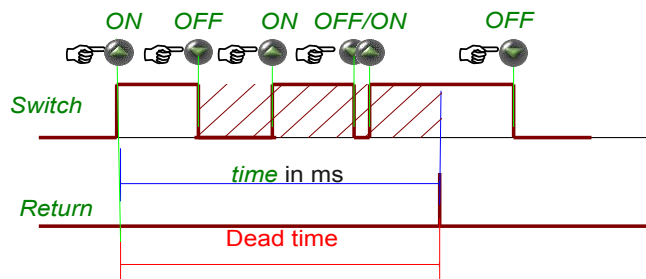 ON OFF ON OFF/ON OFF
Switch
time in ms
Return
Dead time